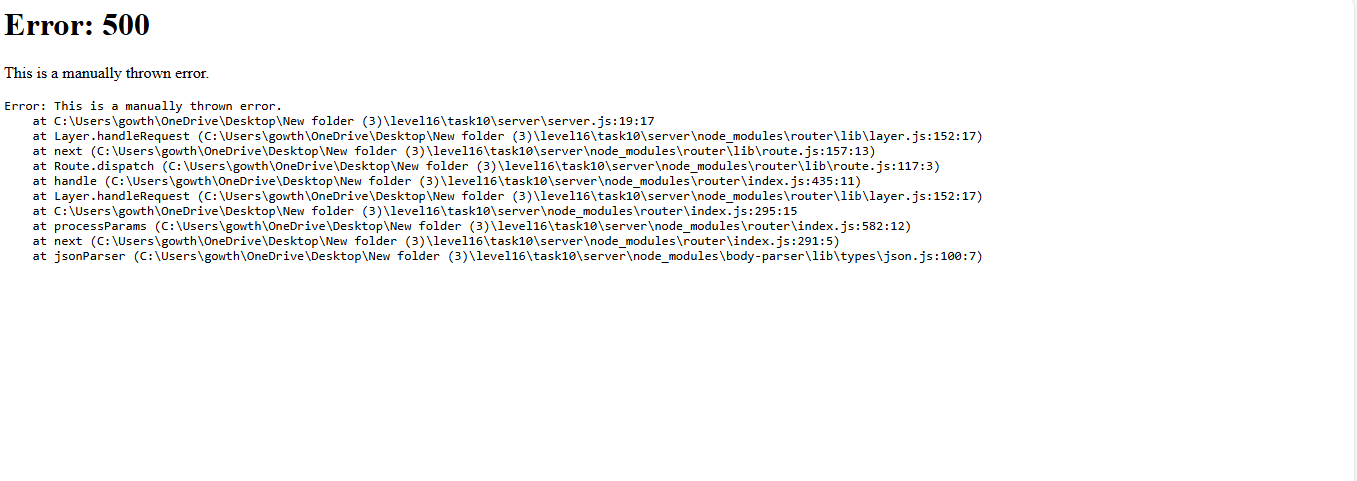 Error: 500
This is a manually thrown error.
Error: This is a manually thrown error.
    at C:\Users\gowth\OneDrive\Desktop\New folder (3)\level16\task10\server\server.js:19:17
    at Layer.handleRequest (C:\Users\gowth\OneDrive\Desktop\New folder (3)\level16\task10\server\node_modules\router\lib\layer.js:152:17)
    at next (C:\Users\gowth\OneDrive\Desktop\New folder (3)\level16\task10\server\node_modules\router\lib\route.js:157:13)
    at Route.dispatch (C:\Users\gowth\OneDrive\Desktop\New folder (3)\level16\task10\server\node_modules\router\lib\route.js:117:3)
    at handle (C:\Users\gowth\OneDrive\Desktop\New folder (3)\level16\task10\server\node_modules\router\index.js:435:11)
    at Layer.handleRequest (C:\Users\gowth\OneDrive\Desktop\New folder (3)\level16\task10\server\node_modules\router\lib\layer.js:152:17)
    at C:\Users\gowth\OneDrive\Desktop\New folder (3)\level16\task10\server\node_modules\router\index.js:295:15
    at processParams (C:\Users\gowth\OneDrive\Desktop\New folder (3)\level16\task10\server\node_modules\router\index.js:582:12)
    at next (C:\Users\gowth\OneDrive\Desktop\New folder (3)\level16\task10\server\node_modules\router\index.js:291:5)
    at jsonParser (C:\Users\gowth\OneDrive\Desktop\New folder (3)\level16\task10\server\node_modules\body-parser\lib\types\json.js:100:7)